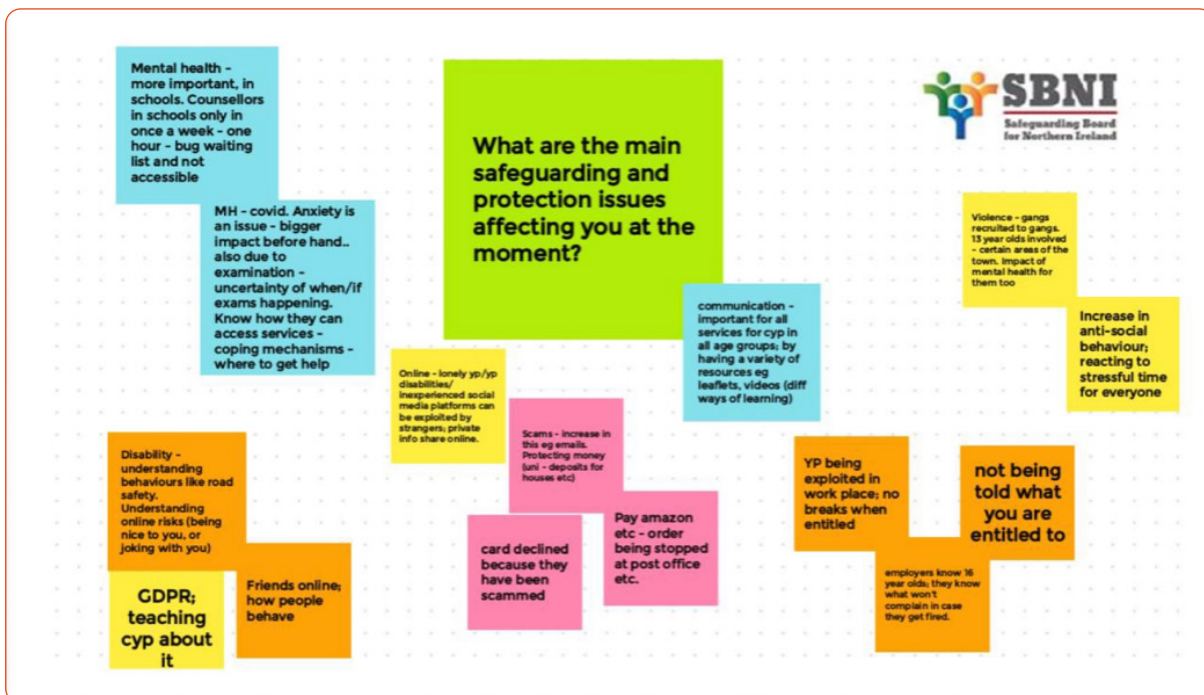 Mental health -
more important, in
schools. Counsellors
in schools only in
once a week - one
hour - bug waiting
list and not
accessible
MH - covid. Anxiety is
an issue - bigger
impact before hand..
also due to
examination -
uncertainty of when/if
exams happening.
Know how they can
access services -
coping mechanisms -
where to get help
What are the main
safeguarding and
protection issues
affecting you at the
moment?
SBNI
Safeguarding Board
for Northern Ireland
communication -
important for all
services for cyp in
all age groups; by
having a variety of
resources eg
leaflets, videos (diff
ways of learning)
Violence - gangs
recruited to gangs.
13 year olds involved
- certain areas of the
town. Impact of
mental health for
them too
Increase in
anti-social
behaviour;
reacting to
stressful time
for everyone
Online - lonely yp/yp
disabilities/
inexperienced social
media platforms can
be exploited by
strangers; private
info share online.
Scams - increase in
this eg emails.
Protecting money
(uni - deposits for
houses etc)
card declined
because they
have been
scammed
Pay amazon
etc - order
being stopped
at post office
etc.
Disability -
understanding
behaviours like road
safety.
Understanding
online risks (being
nice to you, or
joking with you)
GDPR;
teaching
cyp about
it
Friends online;
how people
behave
YP being
exploited in
work place; no
breaks when
entitled
not being
told what
you are
entitled to
employers know 16
year olds; they know
what won't
complain in case
they get fired.